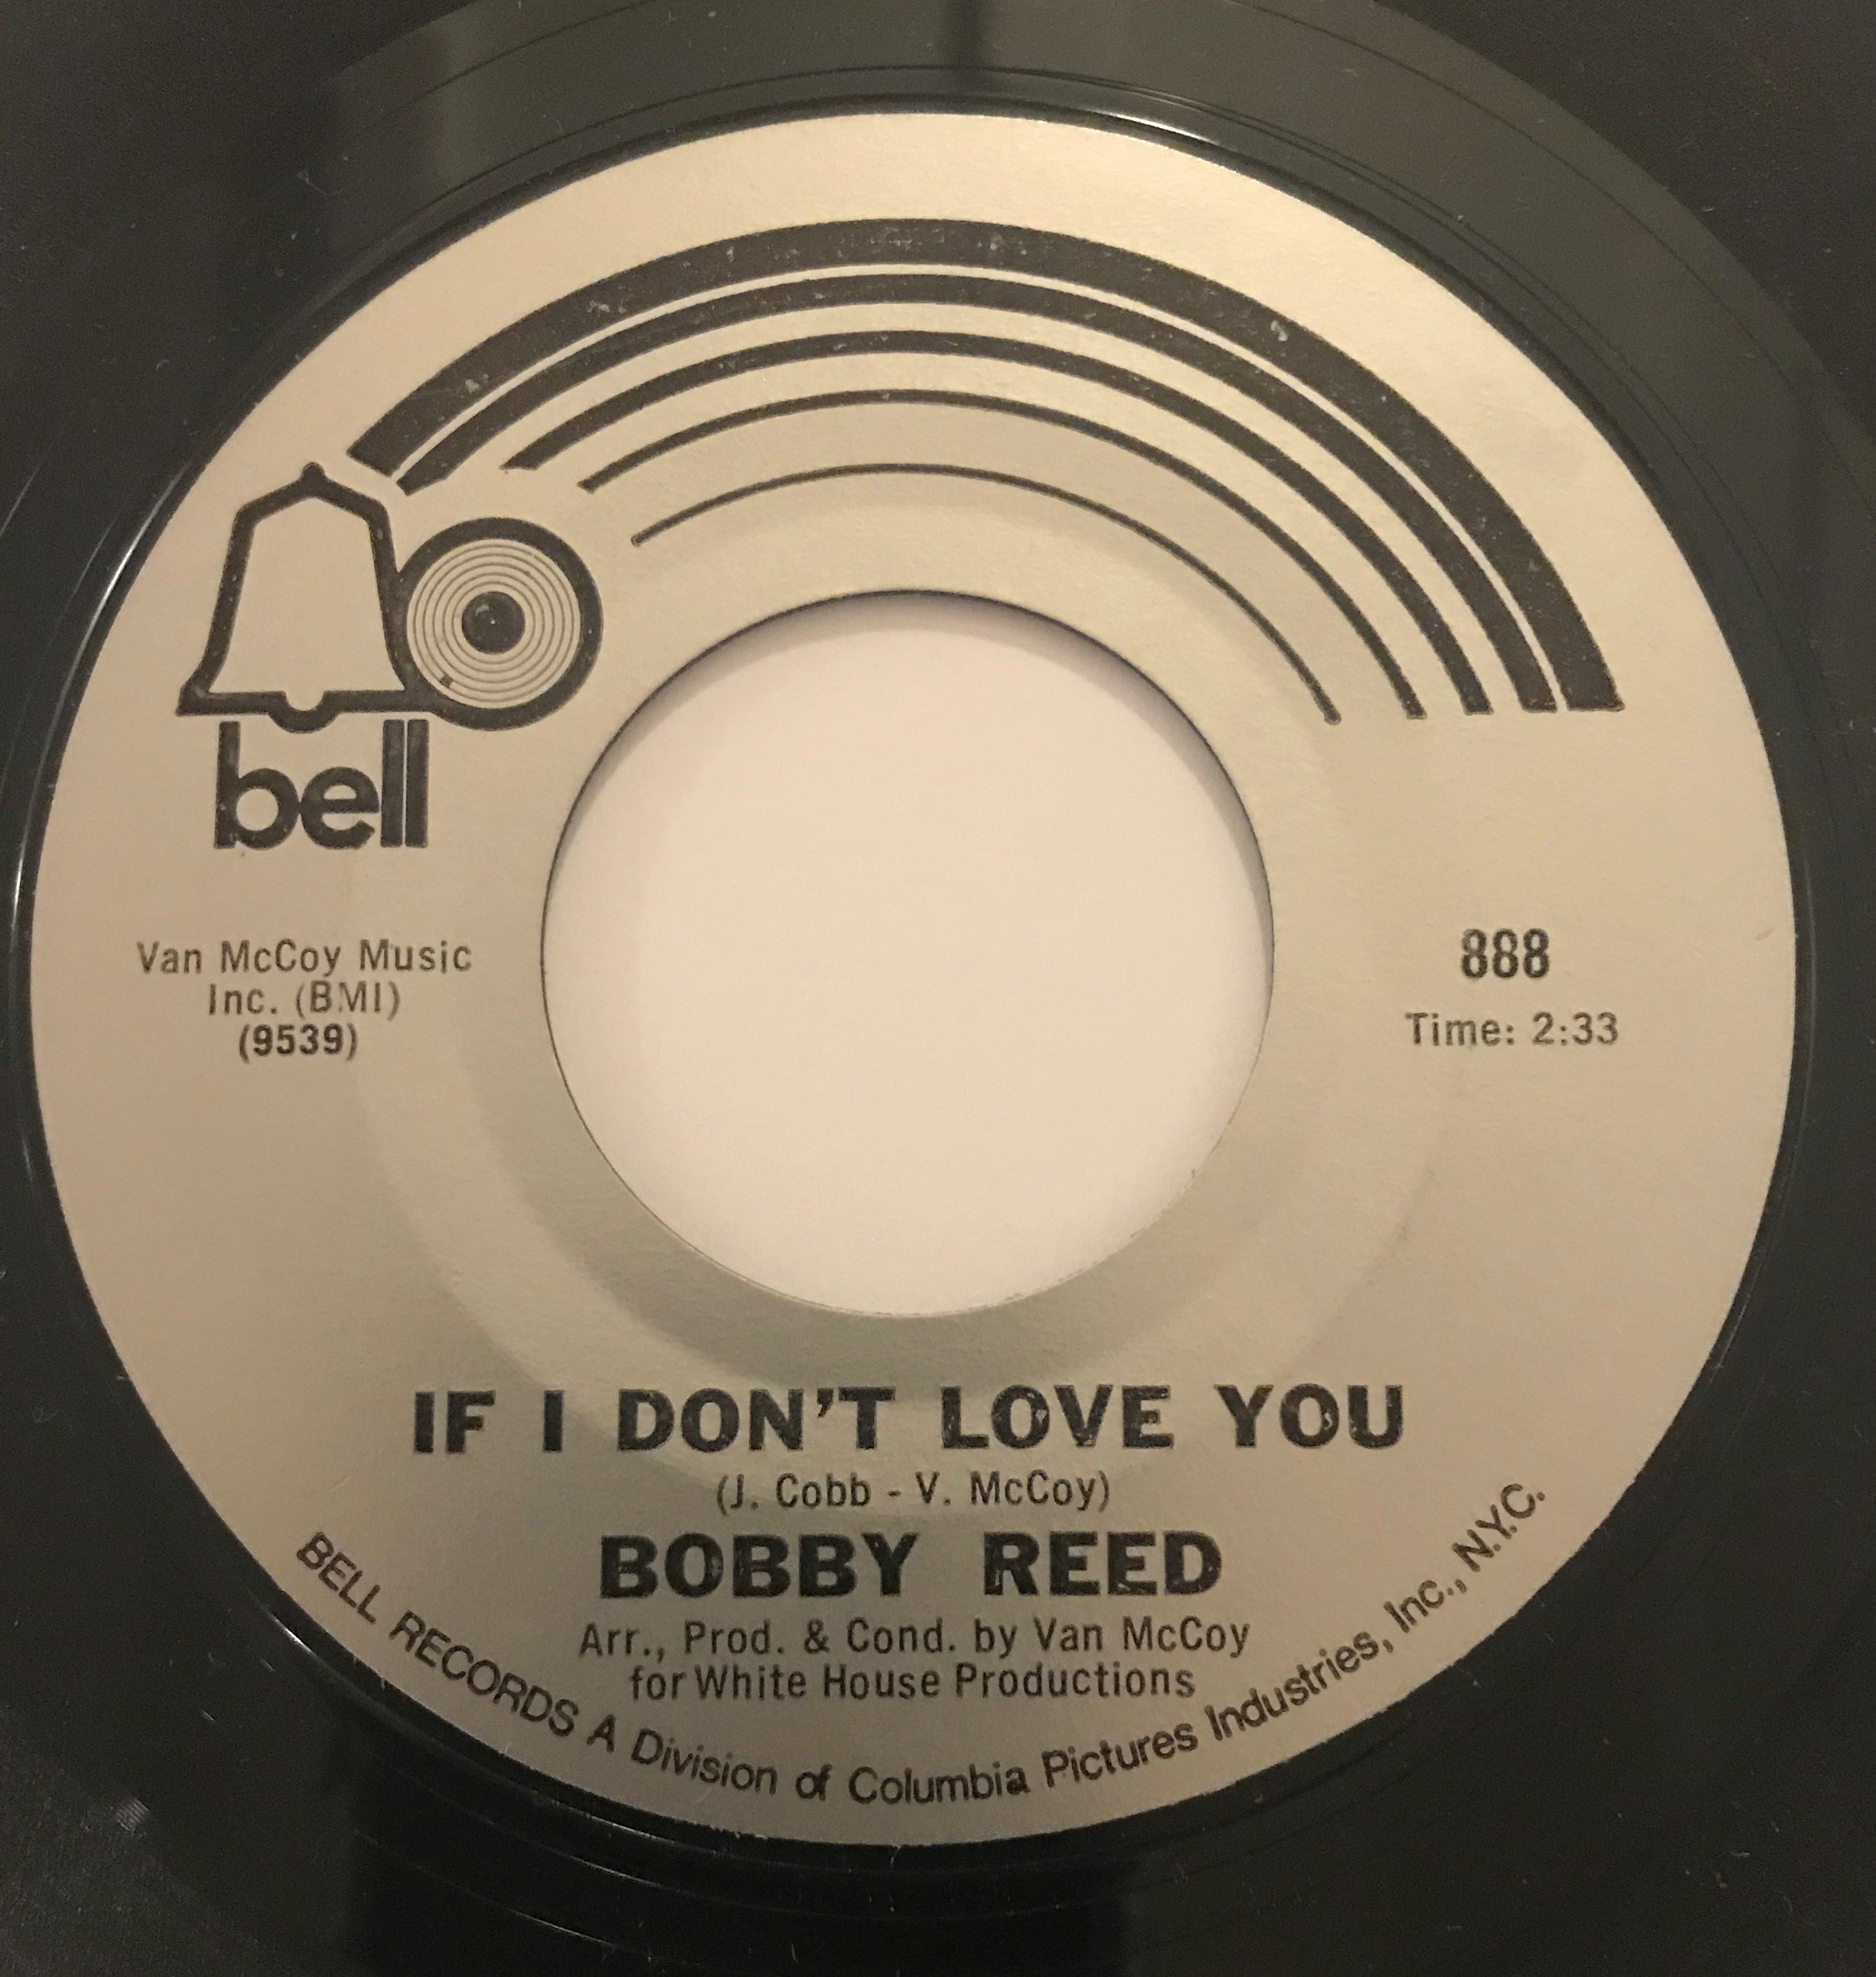 bell
Van McCoy Music
Inc. (BMI)
(9539)
888
Time: 2:33
IF I DON'T LOVE YOU
(J. Cobb - V. McCoy)
BOBBY REED
Arr., Prod. & Cond. by Van McCoy
for White House Productions
BELL RECORDS A Division of Columbia Pictures Industries, Inc., N.Y.C.